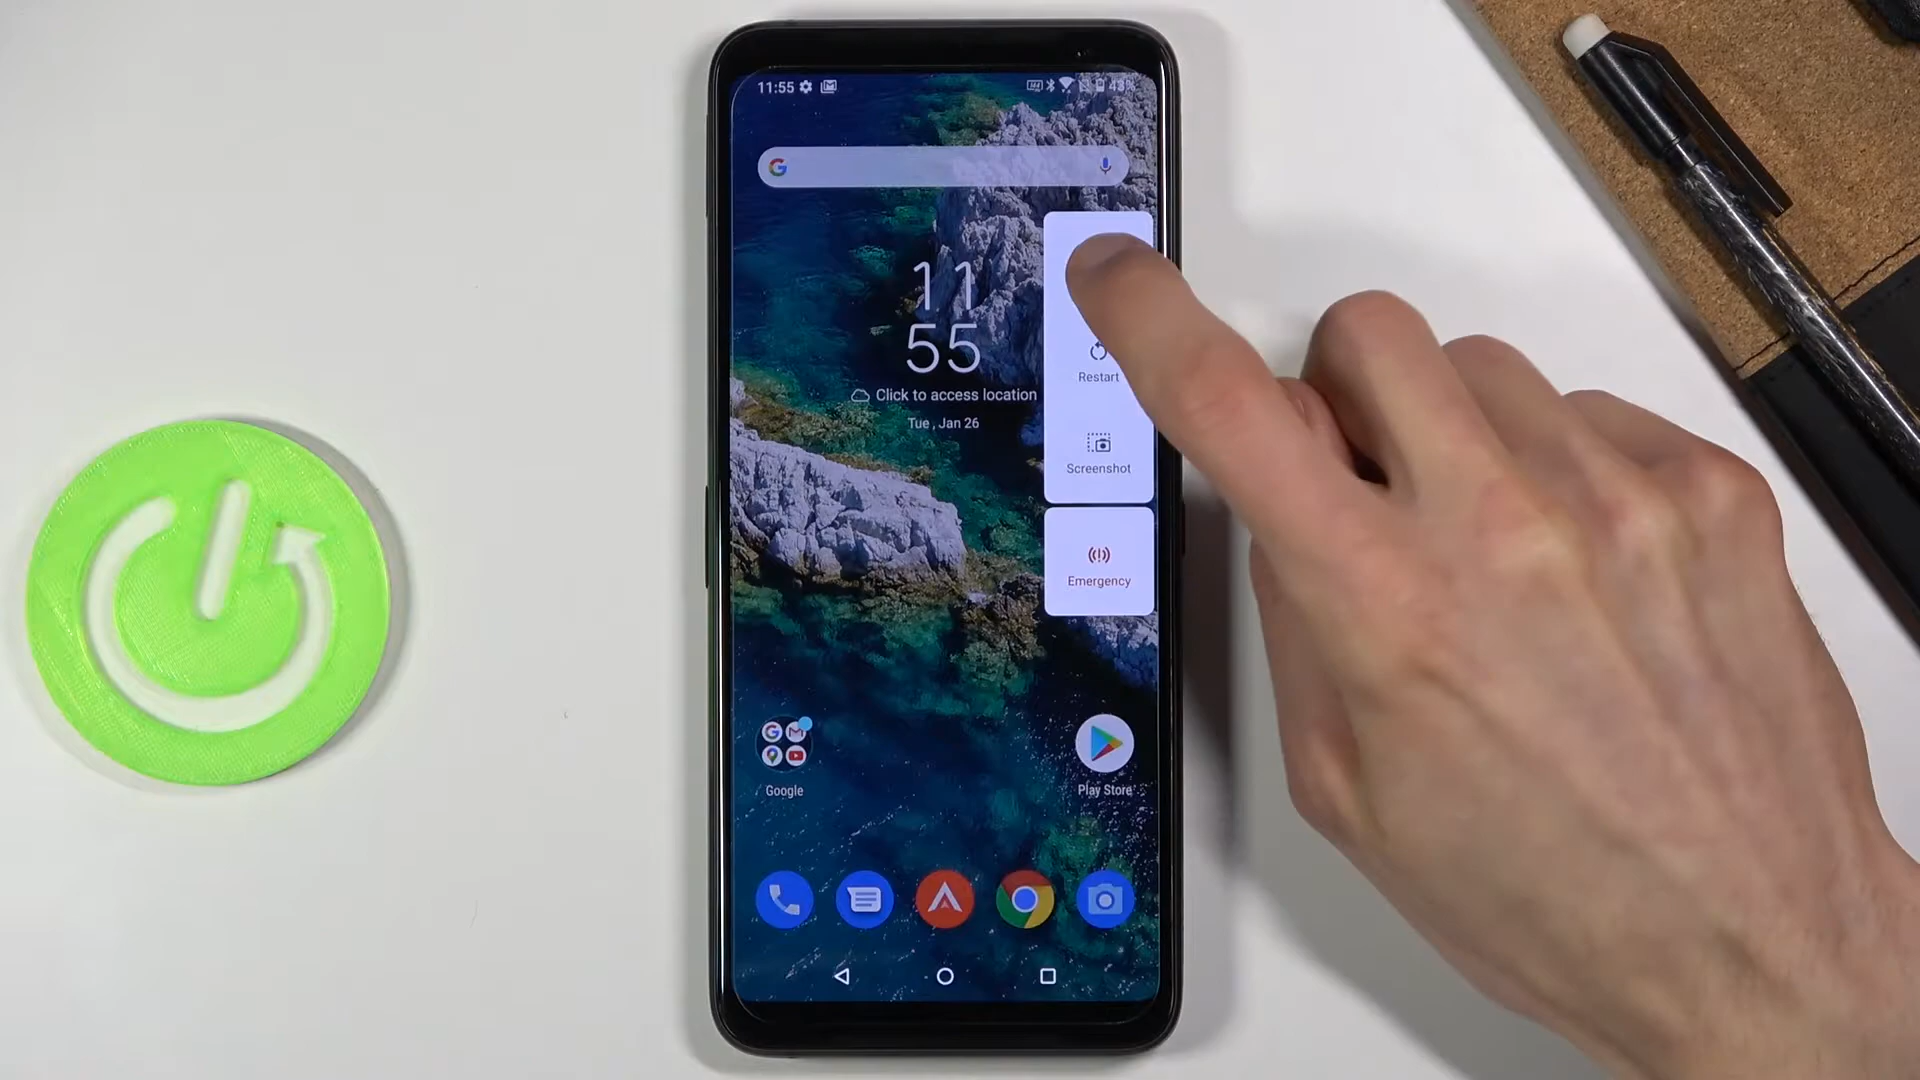 11:55
11
55
Click to access location
Tue , Jan 26
Restart
Screenshot
Emergency
Google
Play Store